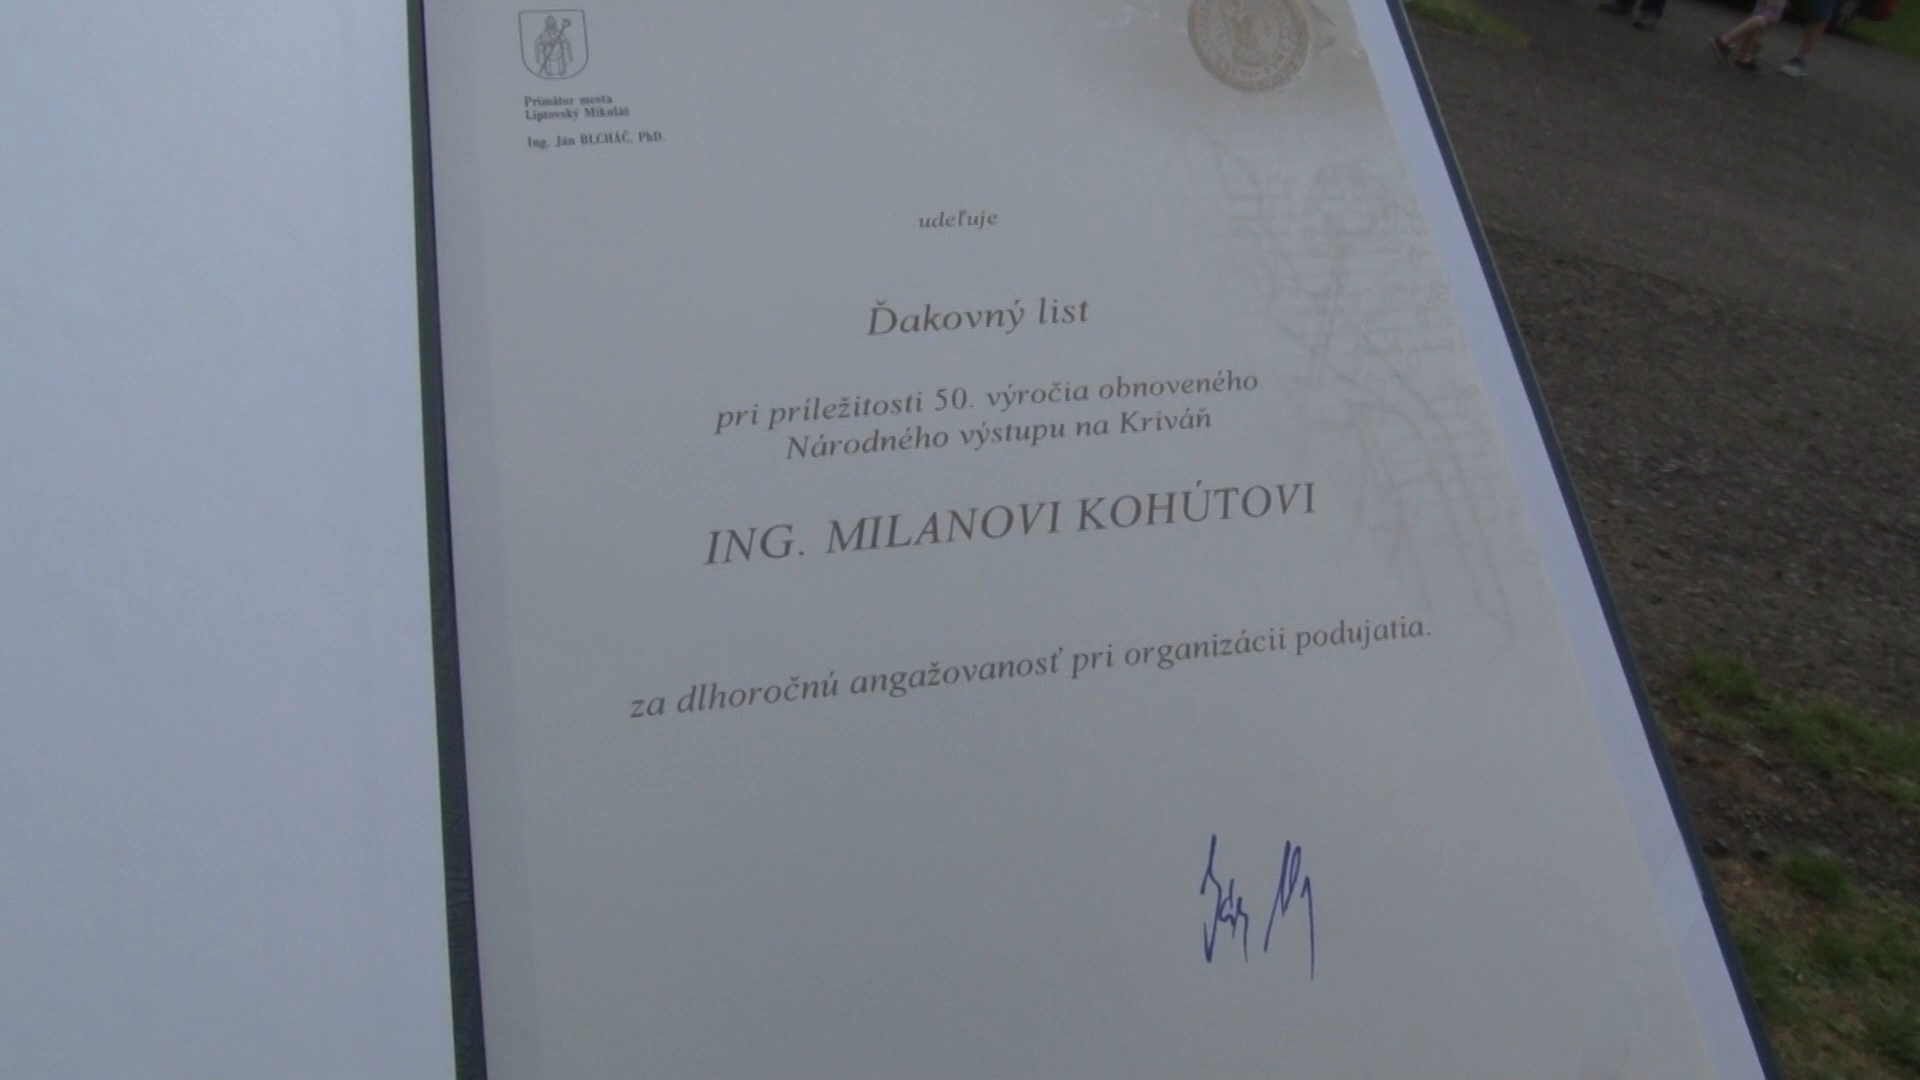 Primátor mesta
Liptovský Mikuláš
Ing. Ján BLCHÁČ, PhD.
udeľuje
Ďakovný list
pri príležitosti 50. výročia obnoveného
Národného výstupu na Kriváň
ING. MILANOVI KOHÚTOVI
za dlhoročnú angažovanosť pri organizácii podujatia.